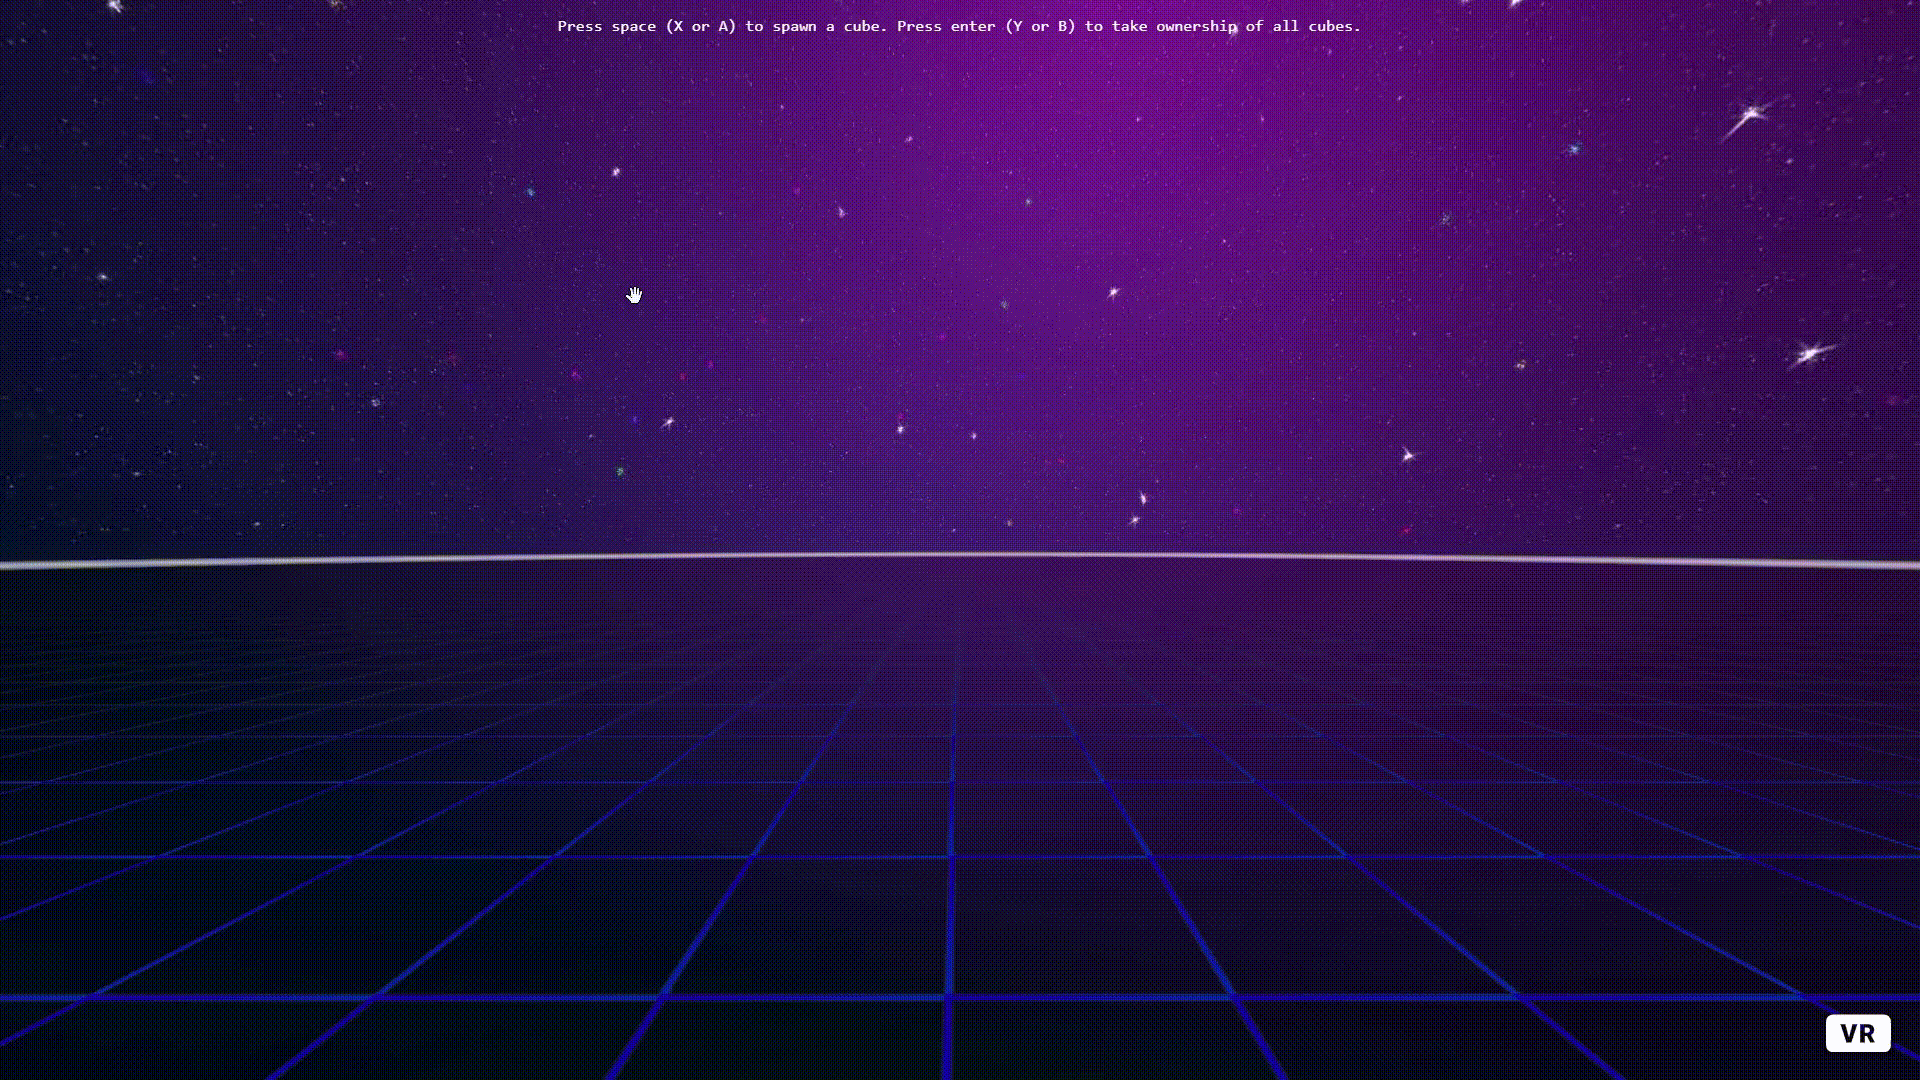 Press space (X or A) to spawn a cube. Press enter (Y or B) to take ownership of all cubes.
VR